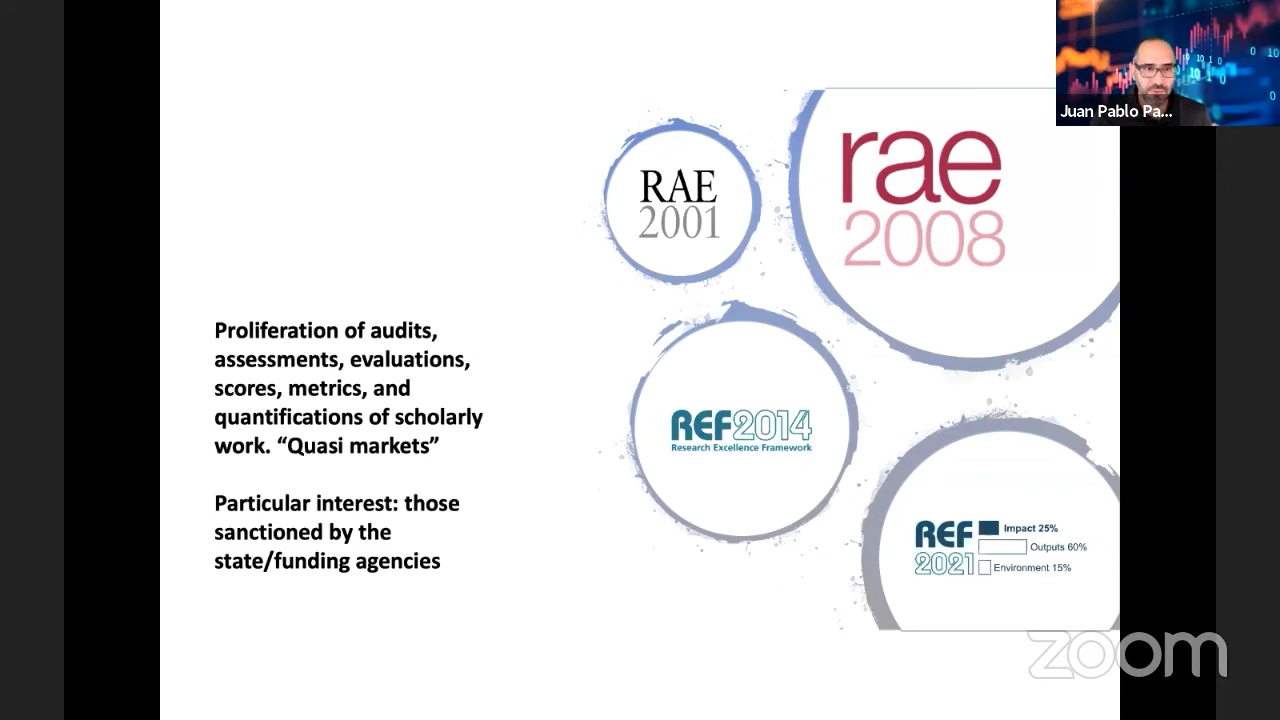 Juan Pablo Pa...
RAE
2001
rae
2008
Proliferation of audits,
assessments, evaluations,
scores, metrics, and
quantifications of scholarly
work. “Quasi markets”
Particular interest: those
sanctioned by the
state/funding agencies
REF2014
Research Excellence Framework
REF
2021
Impact 25%
Outputs 60%
Environment 15%
zoom